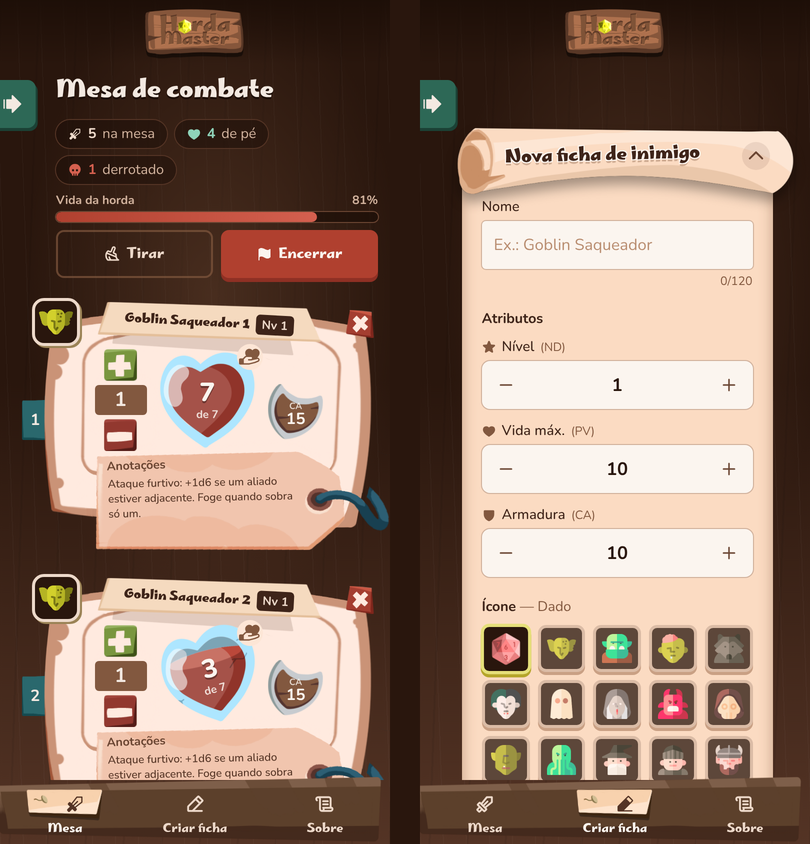 Horda
Master
Mesa de combate
5 na mesa
4 de pé
1 derrotado
Vida da horda 81%
Tirar
Encerrar
Goblin Saqueador 1 Nv 1
1
7
de 7
CA
15
1
Anotações
Ataque furtivo: +1d6 se um aliado
estiver adjacente. Foge quando sobra
só um.
Goblin Saqueador 2 Nv 1
1
3
de 7
CA
15
2
Anotações
Ataque furtivo: +1d6 se um aliado
estiver adjacente. Foge quando sobra
Mesa
Criar ficha
Sobre
Horda
Master
Nova ficha de inimigo
Nome
Ex.: Goblin Saqueador
0/120
Atributos
Nível (ND)
− 1 +
Vida máx. (PV)
− 10 +
Armadura (CA)
− 10 +
Ícone — Dado
Mesa
Criar ficha
Sobre